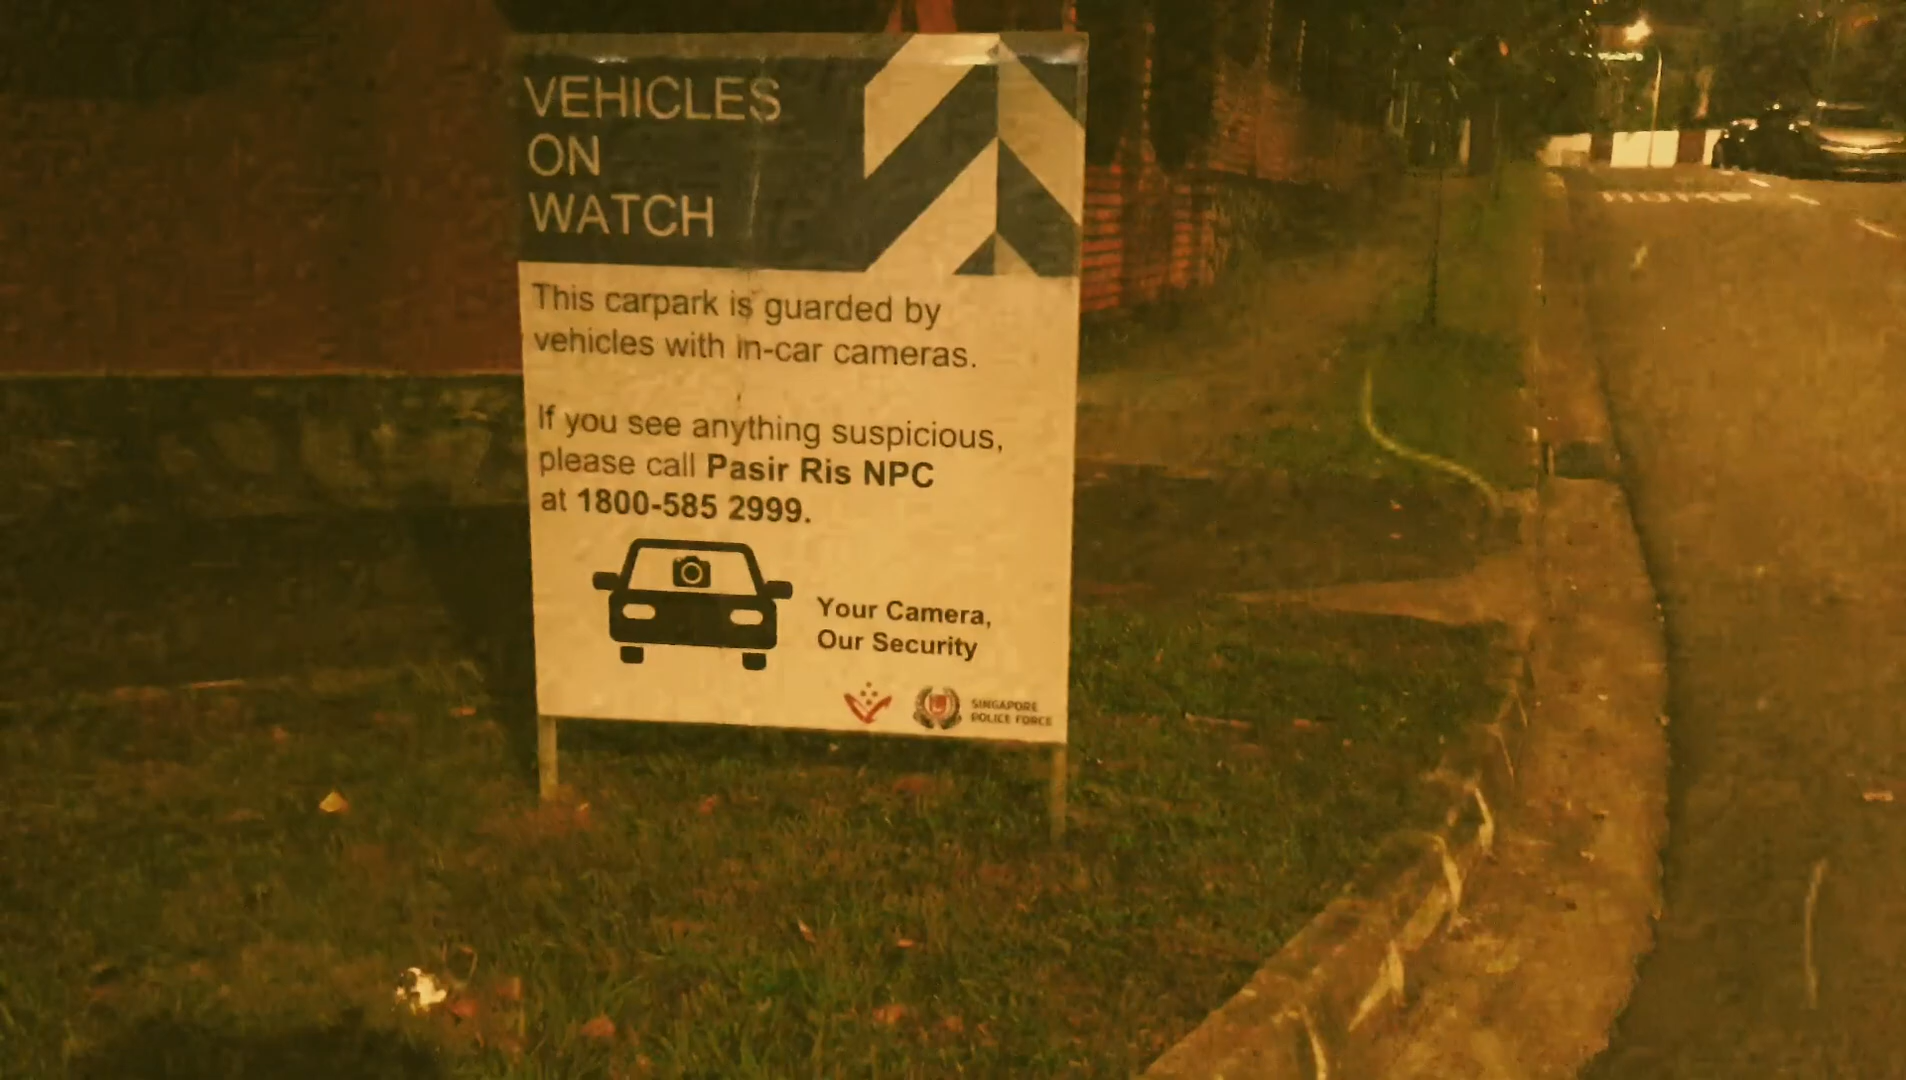 VEHICLES
ON
WATCH
This carpark is guarded by
vehicles with in-car cameras.
If you see anything suspicious,
please call Pasir Ris NPC
at 1800-585 2999.
Your Camera,
Our Security
SINGAPORE
POLICE FORCE